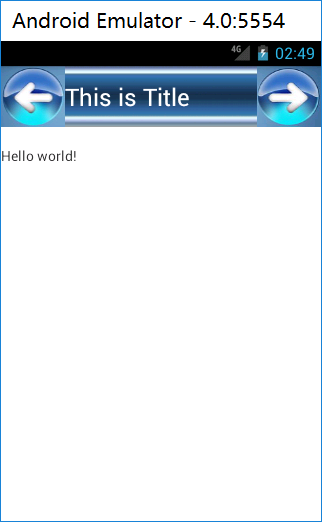 Android Emulator - 4.0:5554
4G 02:49
This is Title
Hello world!